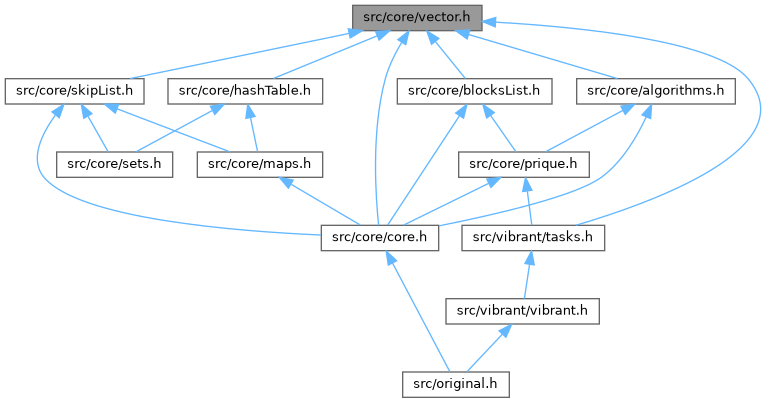 src/core/vector.h
src/core/skipList.h
src/core/hashTable.h
src/core/blocksList.h
src/core/algorithms.h
src/core/sets.h
src/core/maps.h
src/core/prique.h
src/core/core.h
src/vibrant/tasks.h
src/vibrant/vibrant.h
src/original.h